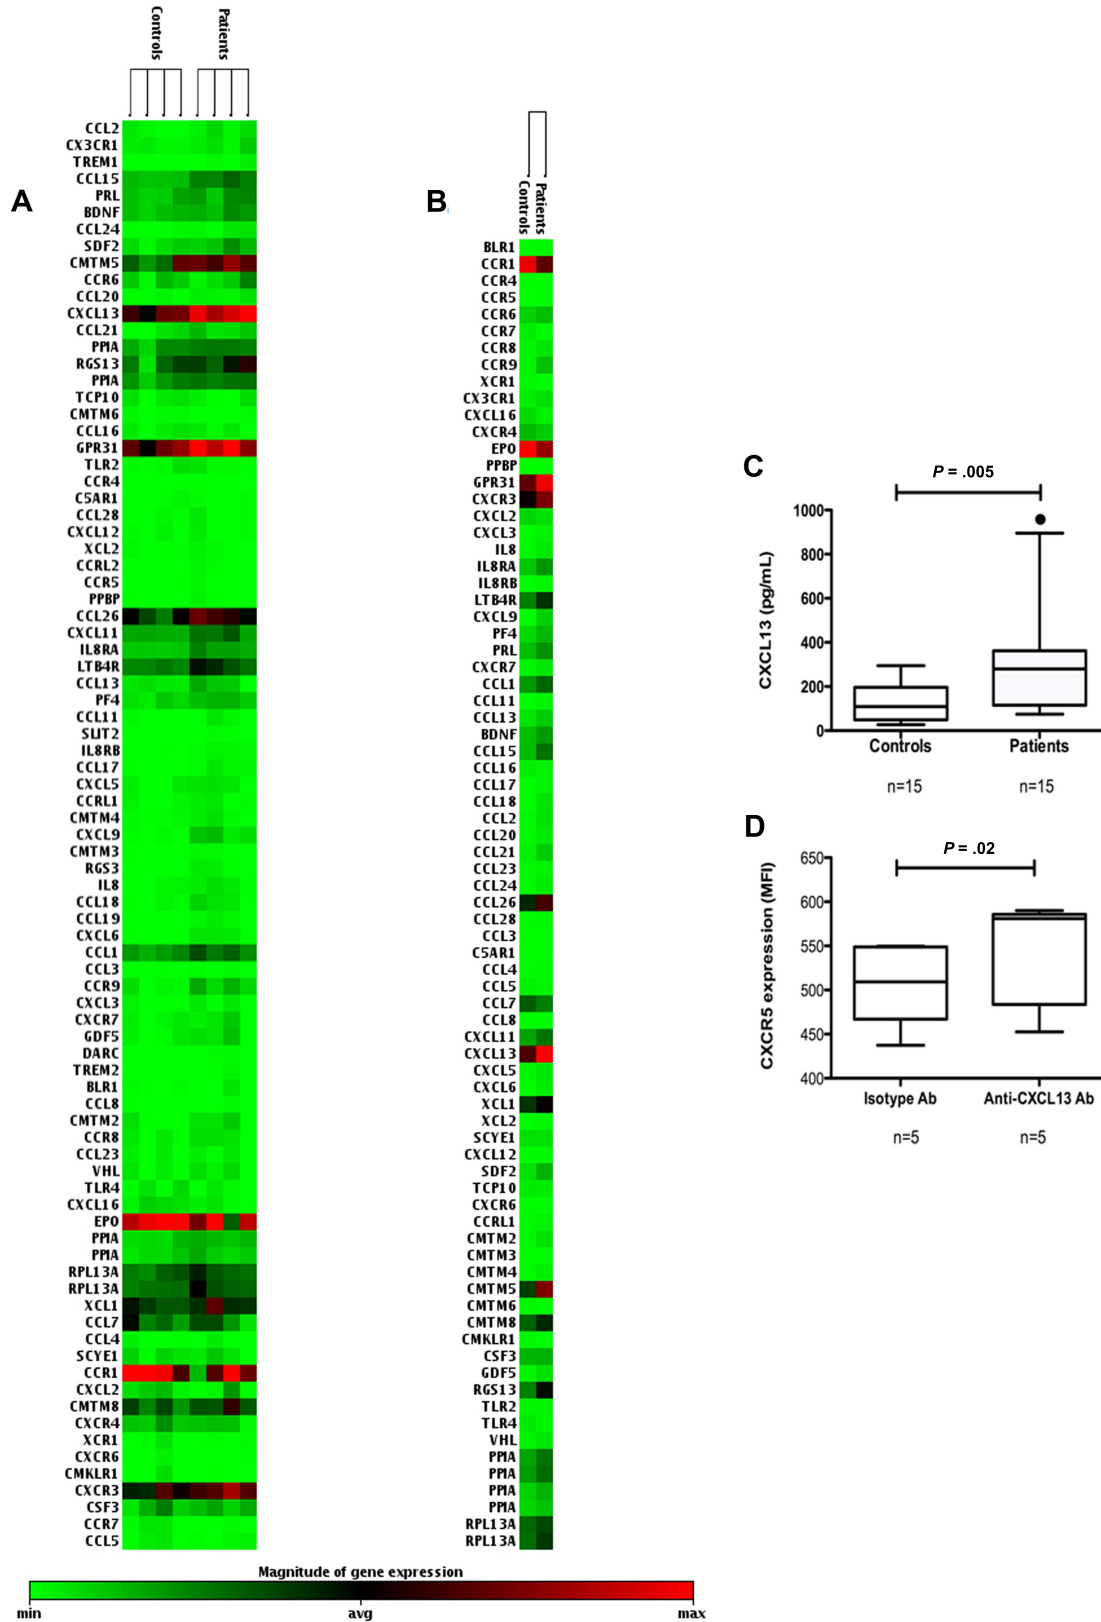 Controls
Patients
A
CCL2
CX3CR1
TREM1
CCL15
PRL
BDNF
CCL24
SDF2
CMTM5
CCR6
CCL20
CXCL13
CCL21
PPIA
RGS13
PPIA
TCP10
CMTM6
CCL16
GPR31
TLR2
CCR4
C5AR1
CCL28
CXCL12
XCL2
CCRL2
CCR5
PPBP
CCL26
CXCL11
IL8RA
LTB4R
CCL13
PF4
CCL11
SLIT2
IL8RB
CCL17
CXCL5
CCRL1
CMTM4
CXCL9
CMTM3
RGS3
IL8
CCL18
CCL19
CXCL6
CCL1
CCL3
CCR9
CXCL3
CXCR7
GDF5
DARC
TREM2
BLR1
CCL8
CMTM2
CCR8
CCL23
VHL
TLR4
CXCL16
EPO
PPIA
PPIA
RPL13A
RPL13A
XCL1
CCL7
CCL4
SCYE1
CCR1
CXCL2
CMTM8
CXCR4
XCR1
CXCR6
CMKLR1
CXCR3
CSF3
CCR7
CCL5
B
Controls
Patients
BLR1
CCR1
CCR4
CCR5
CCR6
CCR7
CCR8
CCR9
XCR1
CX3CR1
CXCL16
CXCR4
EPO
PPBP
GPR31
CXCR3
CXCL2
CXCL3
IL8
IL8RA
IL8RB
LTB4R
CXCL9
PF4
PRL
CXCR7
CCL1
CCL11
CCL13
BDNF
CCL15
CCL16
CCL17
CCL18
CCL2
CCL20
CCL21
CCL23
CCL24
CCL26
CCL28
CCL3
C5AR1
CCL4
CCL5
CCL7
CCL8
CXCL11
CXCL13
CXCL5
CXCL6
XCL1
XCL2
SCYE1
CXCL12
SDF2
TCP10
CXCR6
CCRL1
CMTM2
CMTM3
CMTM4
CMTM5
CMTM6
CMTM8
CMKLR1
CSF3
GDF5
RGS13
TLR2
TLR4
VHL
PPIA
PPIA
PPIA
PPIA
RPL13A
RPL13A
C
P = .005
CXCL13 (pg/mL)
1000
800
600
400
200
0
Controls
Patients
n=15
n=15
D
P = .02
CXCR5 expression (MFI)
650
600
550
500
450
400
Isotype Ab
Anti-CXCL13 Ab
n=5
n=5
Magnitude of gene expression
min
avg
max